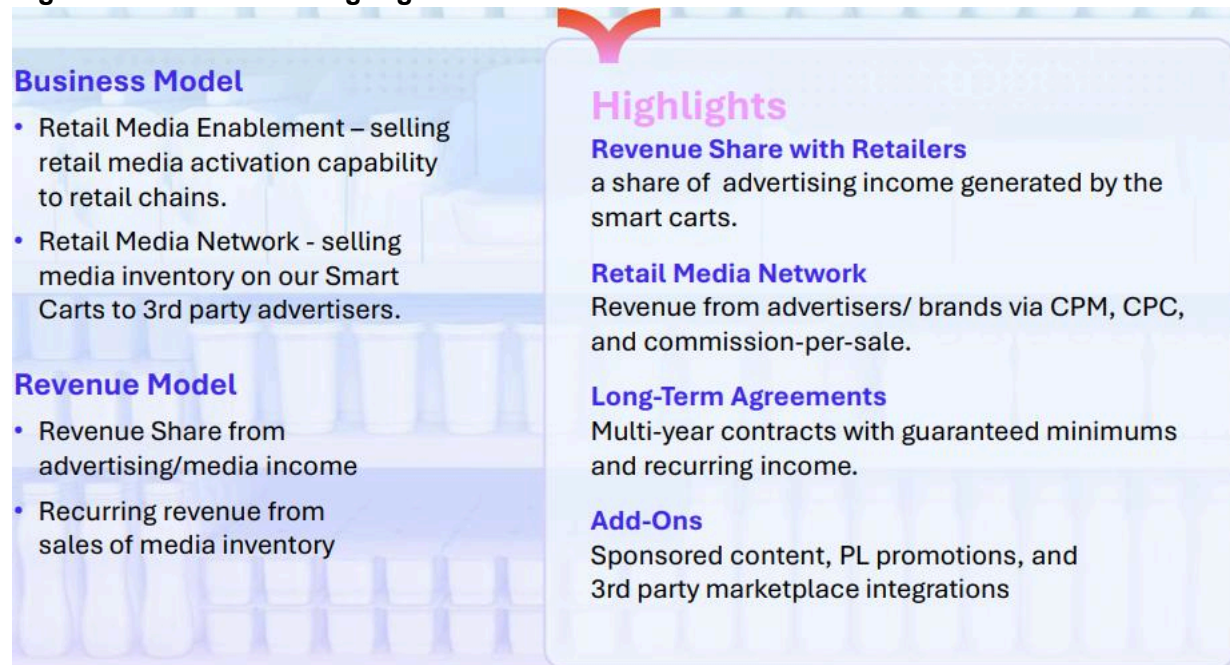 Business Model
• Retail Media Enablement – selling
retail media activation capability
to retail chains.
• Retail Media Network - selling
media inventory on our Smart
Carts to 3rd party advertisers.
Revenue Model
• Revenue Share from
advertising/media income
• Recurring revenue from
sales of media inventory
Highlights
Revenue Share with Retailers
a share of advertising income generated by the
smart carts.
Retail Media Network
Revenue from advertisers/ brands via CPM, CPC,
and commission-per-sale.
Long-Term Agreements
Multi-year contracts with guaranteed minimums
and recurring income.
Add-Ons
Sponsored content, PL promotions, and
3rd party marketplace integrations